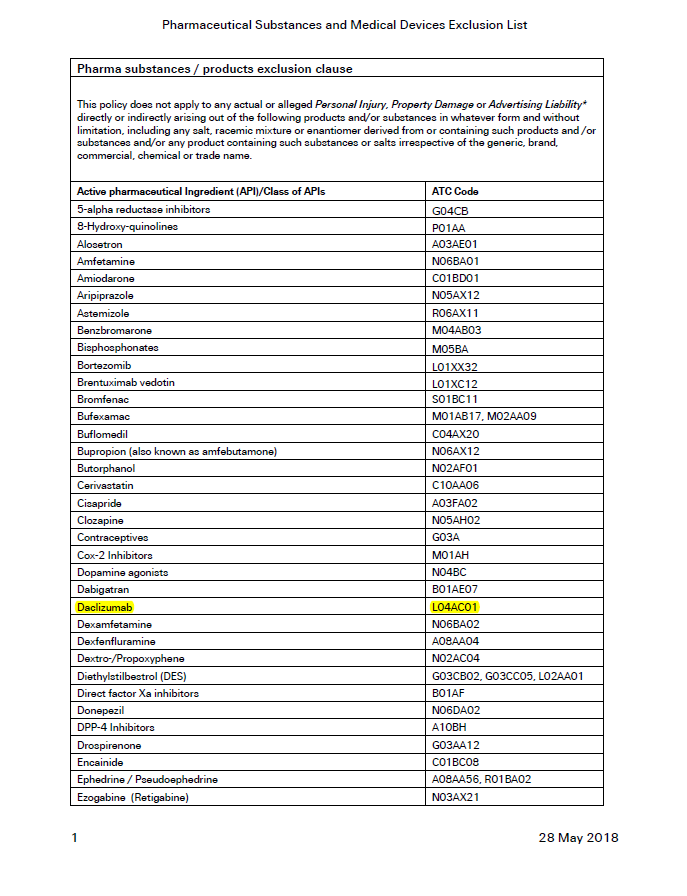 Pharmaceutical Substances and Medical Devices Exclusion List
Pharma substances / products exclusion clause
This policy does not apply to any actual or alleged Personal Injury, Property Damage or Advertising Liability*
directly or indirectly arising out of the following products and/or substances in whatever form and without
limitation, including any salt, racemic mixture or enantiomer derived from or containing such products and /or
substances and/or any product containing such substances or salts irrespective of the generic, brand,
commercial, chemical or trade name.
Active pharmaceutical Ingredient (API)/Class of APIs ATC Code
5-alpha reductase inhibitors G04CB
8-Hydroxy-quinolines P01AA
Alosetron A03AE01
Amfetamine N06BA01
Amiodarone C01BD01
Aripiprazole N05AX12
Astemizole R06AX11
Benzbromarone M04AB03
Bisphosphonates M05BA
Bortezomib L01XX32
Brentuximab vedotin L01XC12
Bromfenac S01BC11
Bufexamac M01AB17, M02AA09
Buflomedil C04AX20
Bupropion (also known as amfebutamone) N06AX12
Butorphanol N02AF01
Cerivastatin C10AA06
Cisapride A03FA02
Clozapine N05AH02
Contraceptives G03A
Cox-2 Inhibitors M01AH
Dopamine agonists N04BC
Dabigatran B01AE07
Daclizumab L04AC01
Dexamfetamine N06BA02
Dexfenfluramine A08AA04
Dextro-/Propoxyphene N02AC04
Diethylstilbestrol (DES) G03CB02, G03CC05, L02AA01
Direct factor Xa inhibitors B01AF
Donepezil N06DA02
DPP-4 Inhibitors A10BH
Drospirenone G03AA12
Encainide C01BC08
Ephedrine / Pseudoephedrine A08AA56, R01BA02
Ezogabine (Retigabine) N03AX21
1 28 May 2018